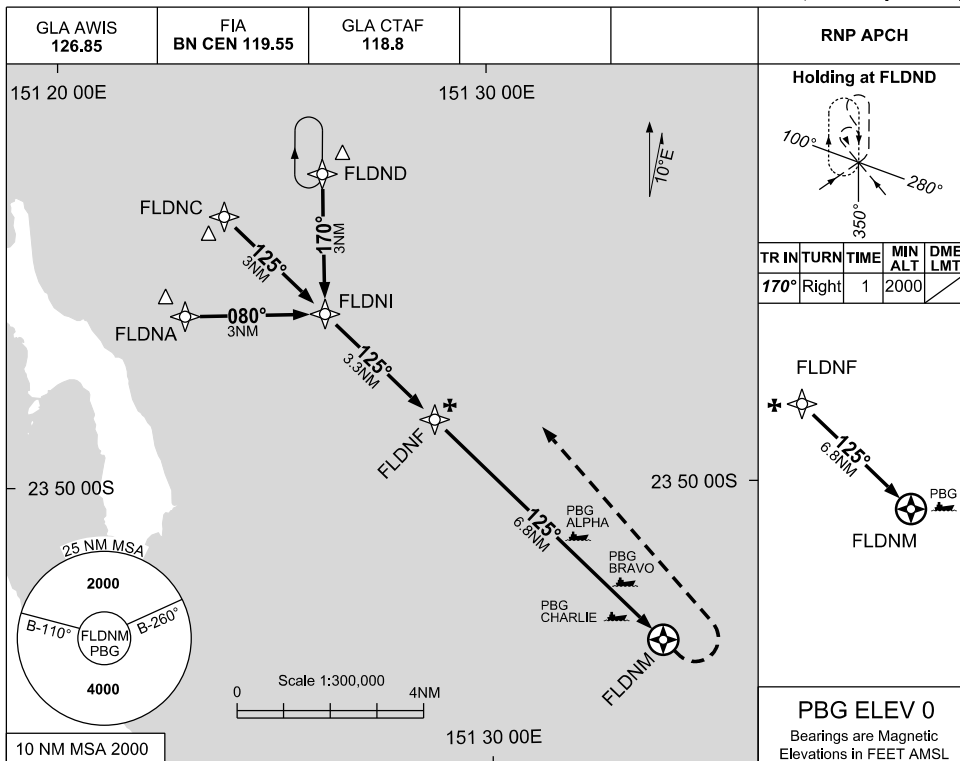 GLA AWIS
126.85
FIA
BN CEN 119.55
GLA CTAF
118.8
RNP APCH
151 20 00E
151 30 00E
10°E
FLDND
FLDNC
170°
3NM
125°
3NM
FLDNI
FLDNA
080°
3NM
125°
3.3NM
FLDNF
23 50 00S
23 50 00S
125°
6.8NM
PBG
ALPHA
PBG
BRAVO
PBG
CHARLIE
FLDNM
25 NM MSA
2000
B-110°
B-260°
FLDNM
PBG
4000
10 NM MSA 2000
Scale 1:300,000
0
4NM
151 30 00E
Holding at FLDND
100°
280°
350°
TR IN TURN TIME MIN ALT DME LMT
170° Right 1 2000
FLDNF
125°
6.8NM
PBG
FLDNM
PBG ELEV 0
Bearings are Magnetic
Elevations in FEET AMSL